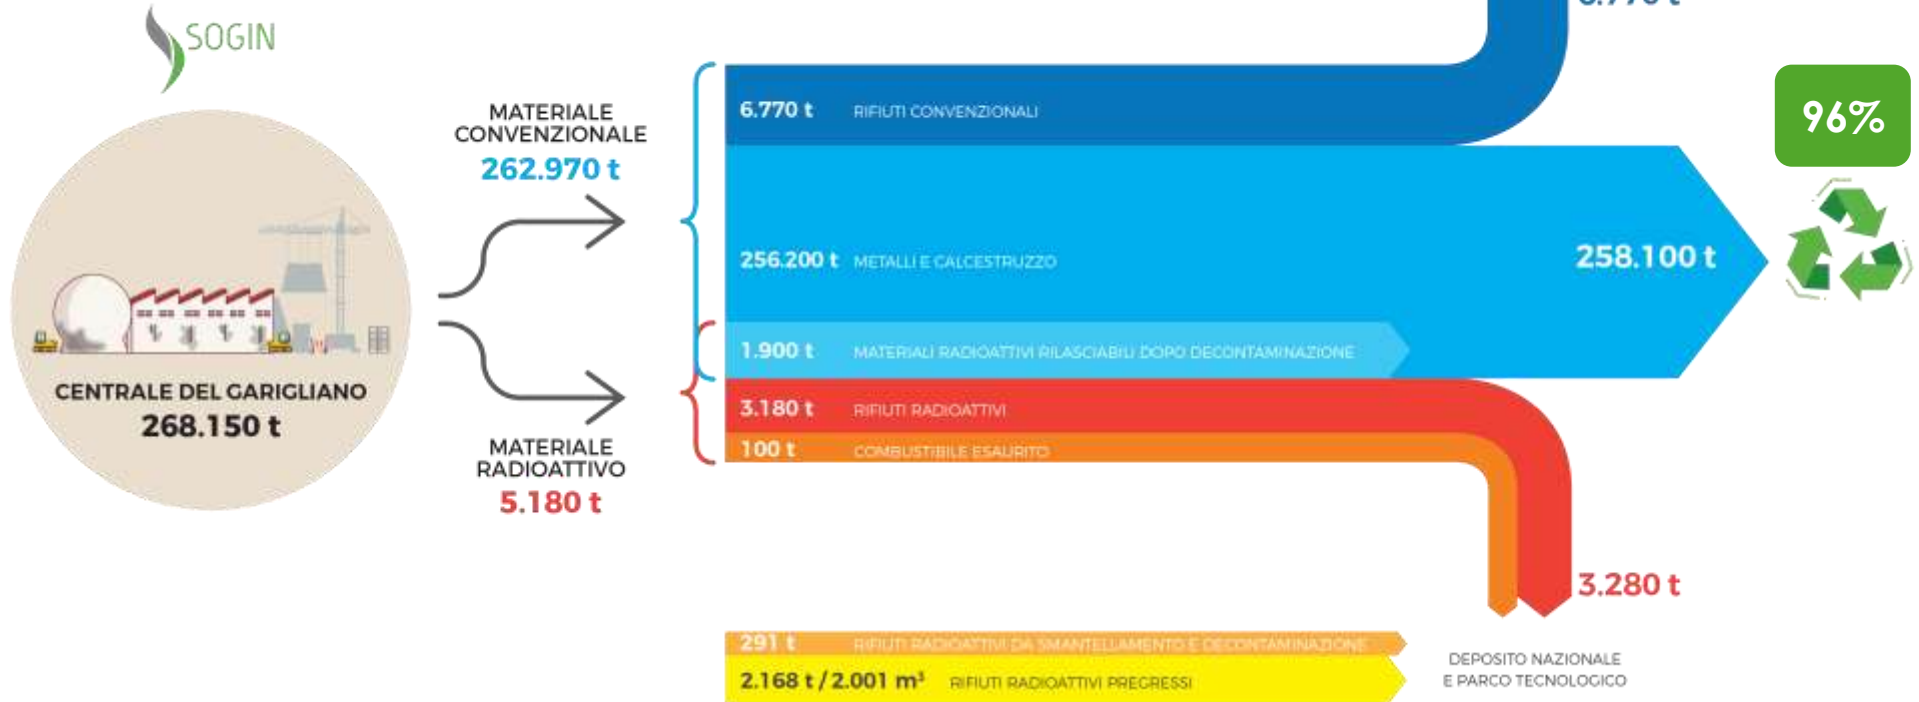 SOGIN
CENTRALE DEL GARIGLIANO
268.150 t
MATERIALE
CONVENZIONALE
262.970 t
MATERIALE
RADIOATTIVO
5.180 t
6.770 t
6.770 t RIFIUTI CONVENZIONALI
256.200 t METALLI E CALCESTRUZZO
1.900 t MATERIALI RADIOATTIVI RILASCIABILI DOPO DECONTAMINAZIONE
3.180 t RIFIUTI RADIOATTIVI
100 t COMBUSTIBILE ESAURITO
258.100 t
96%
3.280 t
291 t RIFIUTI RADIOATTIVI DA SMANTELLAMENTO E DECONTAMINAZIONE
2.168 t / 2.001 m³ RIFIUTI RADIOATTIVI PREGRESSI
DEPOSITO NAZIONALE
E PARCO TECNOLOGICO